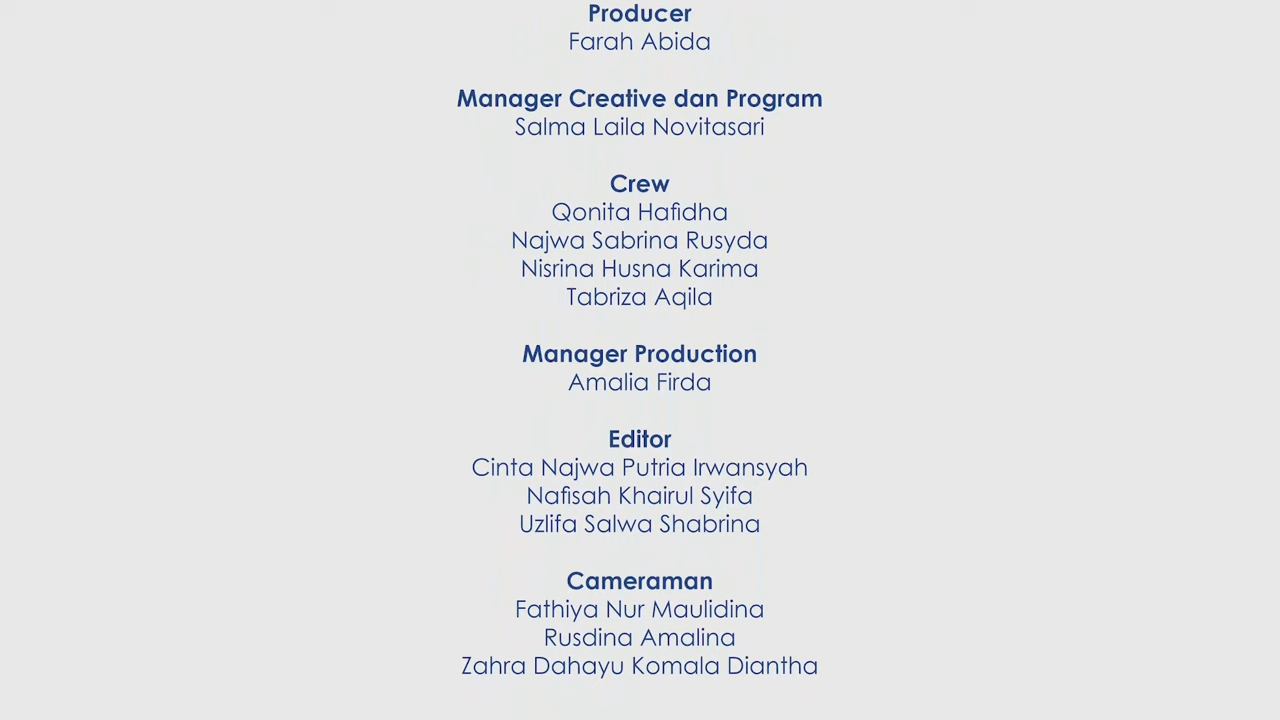 Producer
Farah Abida
Manager Creative dan Program
Salma Laila Novitasari
Crew
Qonita Hafidha
Najwa Sabrina Rusyda
Nisrina Husna Karima
Tabriza Aqila
Manager Production
Amalia Firda
Editor
Cinta Najwa Putria Irwansyah
Nafisah Khairul Syifa
Uzlifa Salwa Shabrina
Cameraman
Fathiya Nur Maulidina
Rusdina Amalina
Zahra Dahayu Komala Diantha